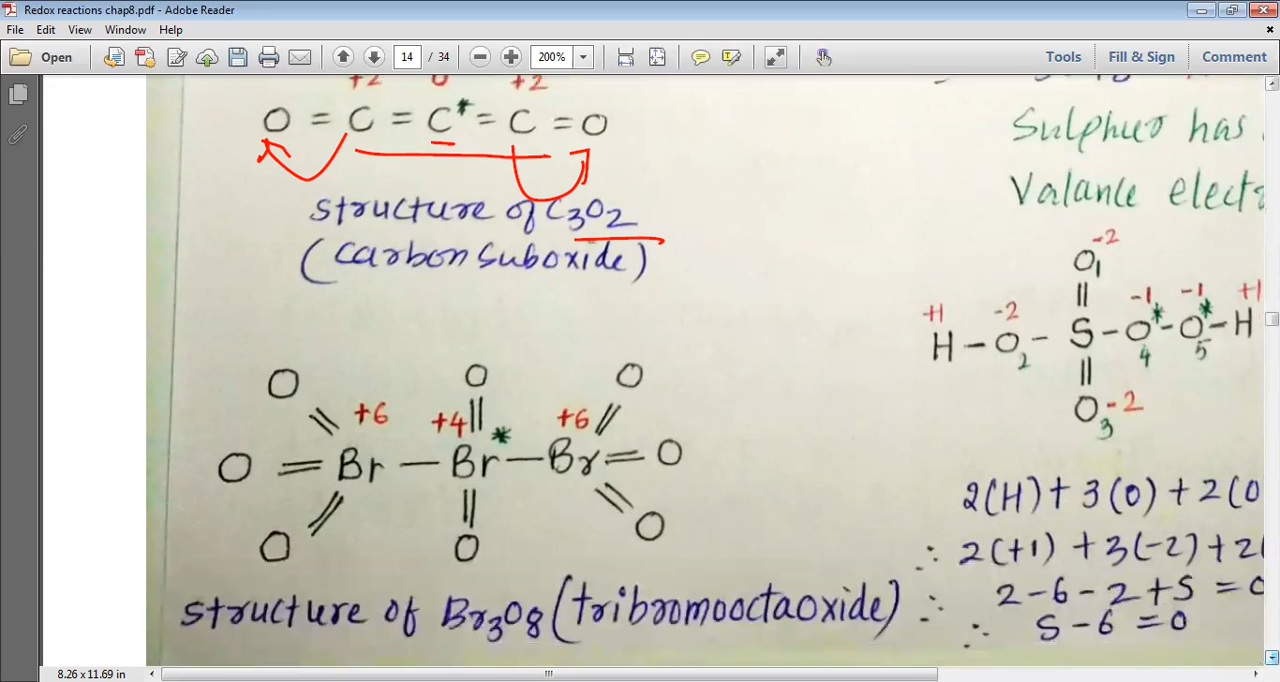 Redox reactions chap8.pdf - Adobe Reader
File Edit View Window Help
Open 14 / 34 200% Tools Fill & Sign Comment
+2 0 +2
O = C = C* = C = O
structure of C3O2
(carbon suboxide)
O O O
+6 +4 * +6
O = Br - Br - Br = O
O O O
structure of Br3O8 (tribromooctaoxide)
Sulphur has
Valance elect
-2
O1
+1 -2 -1 -1 +1
H - O2 - S - O* - O* - H
4 5
O3 -2
2(H) + 3(O) + 2(O
∴ 2(+1) + 3(-2) + 2(
∴ 2 - 6 - 2 + S = 0
∴ S - 6 = 0
8.26 x 11.69 in